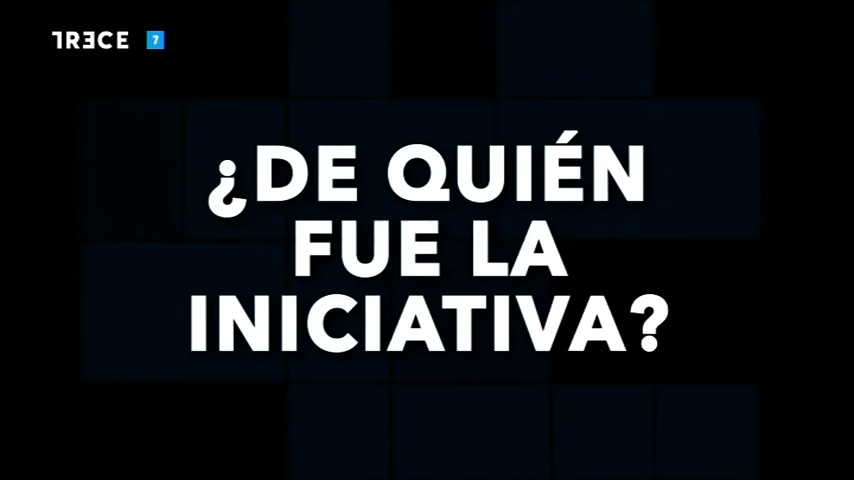 TRECE 7
¿DE QUIÉN
FUE LA
INICIATIVA?